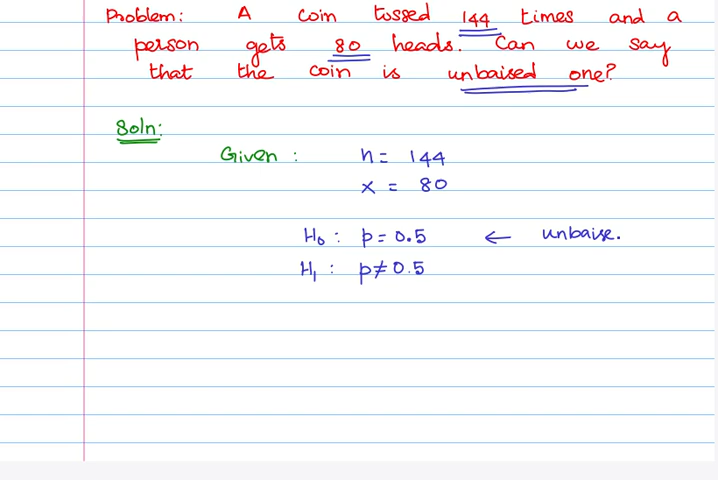 Problem: A coin tossed 144 times and a
person gets 80 heads. Can we say
that the coin is unbaised one?
Soln:
Given : n = 144
x = 80
H₀ : p = 0.5 ← unbaise.
H₁ : p ≠ 0.5